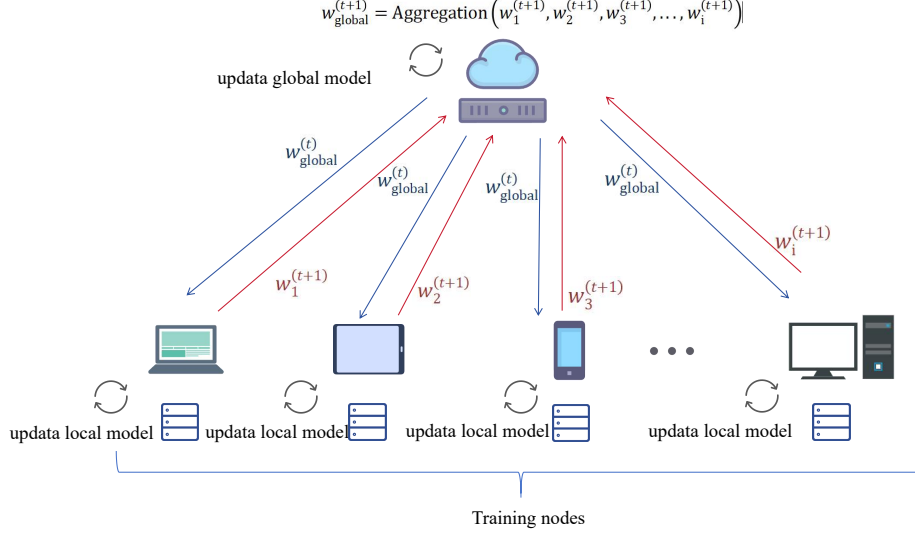 w_global^(t+1) = Aggregation(w_1^(t+1), w_2^(t+1), w_3^(t+1), ..., w_i^(t+1))
updata global model
w_global^(t)
w_global^(t)
w_global^(t)
w_global^(t)
w_i^(t+1)
w_1^(t+1)
w_2^(t+1)
w_3^(t+1)
updata local model
updata local model
updata local model
updata local model
Training nodes